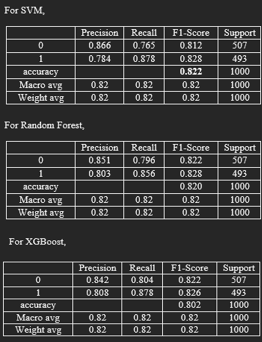 For SVM,
Precision Recall F1-Score Support
0 0.866 0.765 0.812 507
1 0.784 0.878 0.828 493
accuracy 0.822 1000
Macro avg 0.82 0.82 0.82 1000
Weight avg 0.82 0.82 0.82 1000
For Random Forest,
Precision Recall F1-Score Support
0 0.851 0.796 0.822 507
1 0.803 0.856 0.828 493
accuracy 0.820 1000
Macro avg 0.82 0.82 0.82 1000
Weight avg 0.82 0.82 0.82 1000
For XGBoost,
Precision Recall F1-Score Support
0 0.842 0.804 0.822 507
1 0.808 0.878 0.826 493
accuracy 0.802 1000
Macro avg 0.82 0.82 0.82 1000
Weight avg 0.82 0.82 0.82 1000